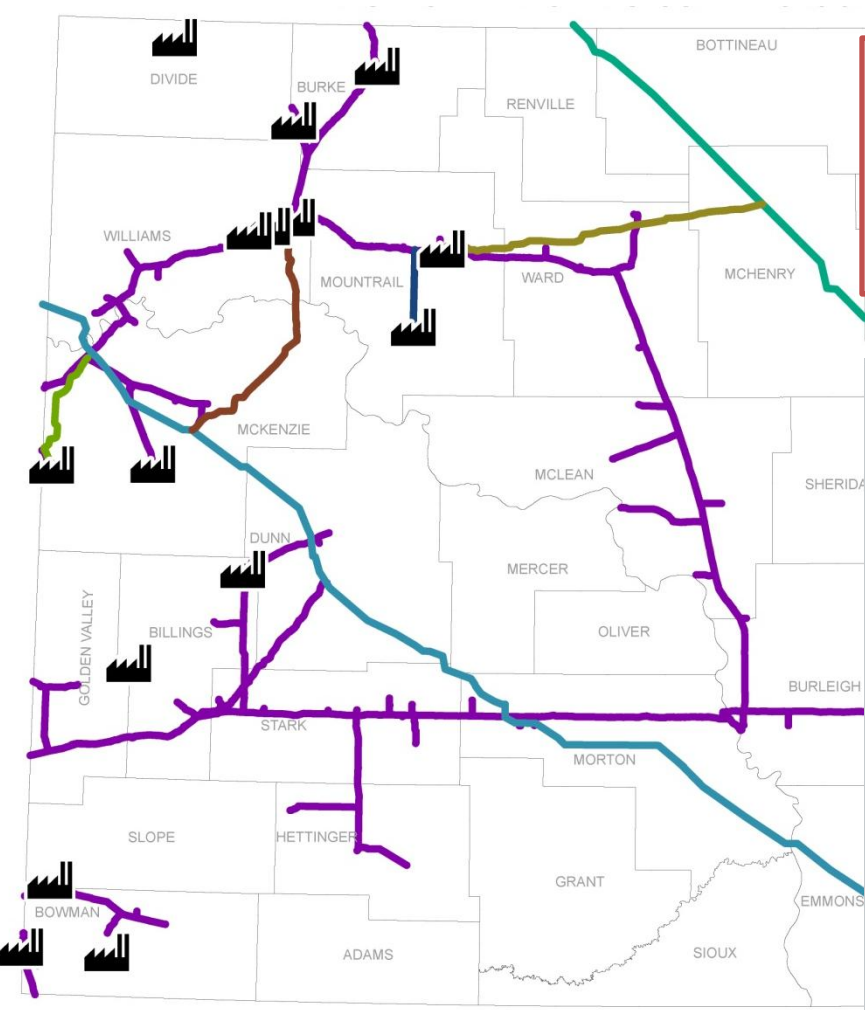 BOTTINEAU
DIVIDE
BURKE
RENVILLE
WILLIAMS
MOUNTRAIL
WARD
MCHENRY
MCKENZIE
MCLEAN
SHERIDA
DUNN
MERCER
GOLDEN VALLEY
BILLINGS
OLIVER
BURLEIGH
STARK
MORTON
SLOPE
HETTINGER
GRANT
EMMONS
BOWMAN
ADAMS
SIOUX